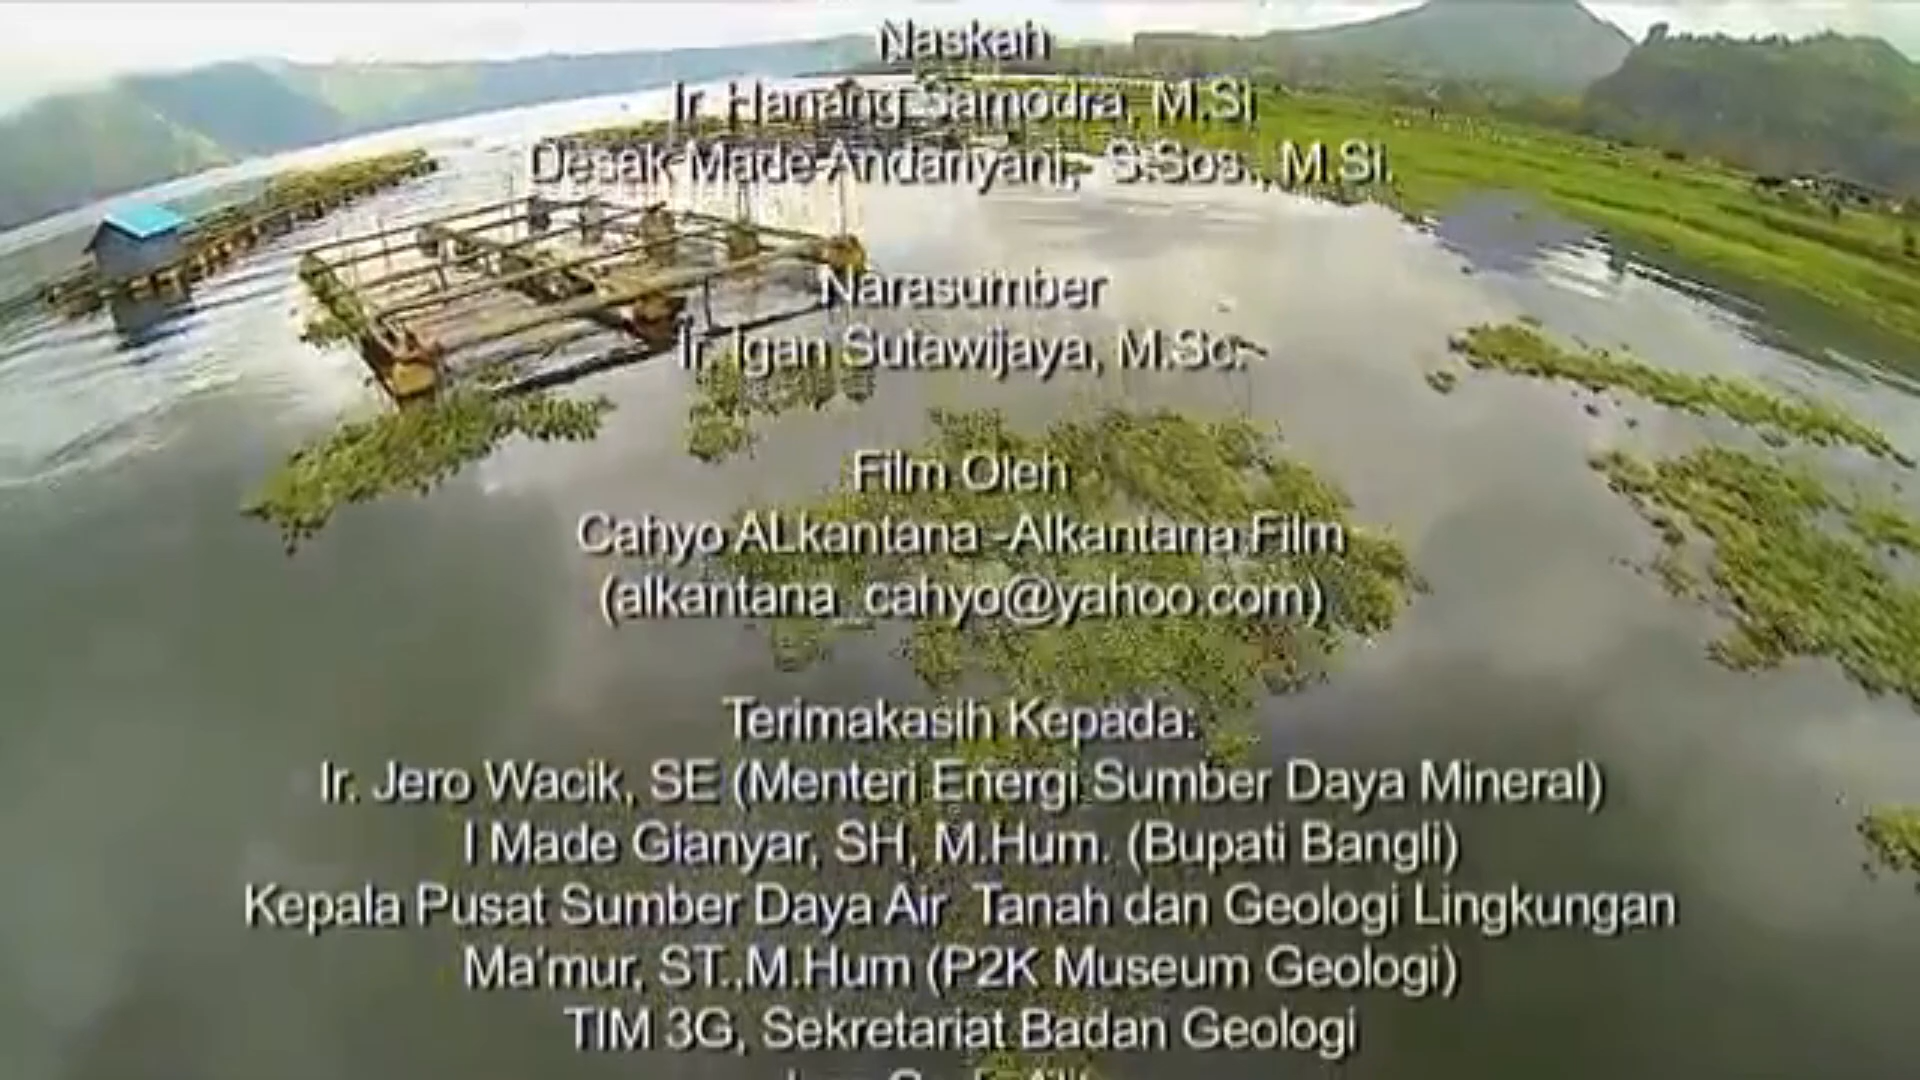 Naskah
Ir. Hanang Samodra, M.Si
Desak Made Andariyani, S.Sos., M.Si.
Narasumber
Ir. Igan Sutawijaya, M.Sc.
Film Oleh
Cahyo ALkantana -Alkantana Film
(alkantana_cahyo@yahoo.com)
Terimakasih Kepada:
Ir. Jero Wacik, SE (Menteri Energi Sumber Daya Mineral)
I Made Gianyar, SH, M.Hum. (Bupati Bangli)
Kepala Pusat Sumber Daya Air Tanah dan Geologi Lingkungan
Ma'mur, ST.,M.Hum (P2K Museum Geologi)
TIM 3G, Sekretariat Badan Geologi